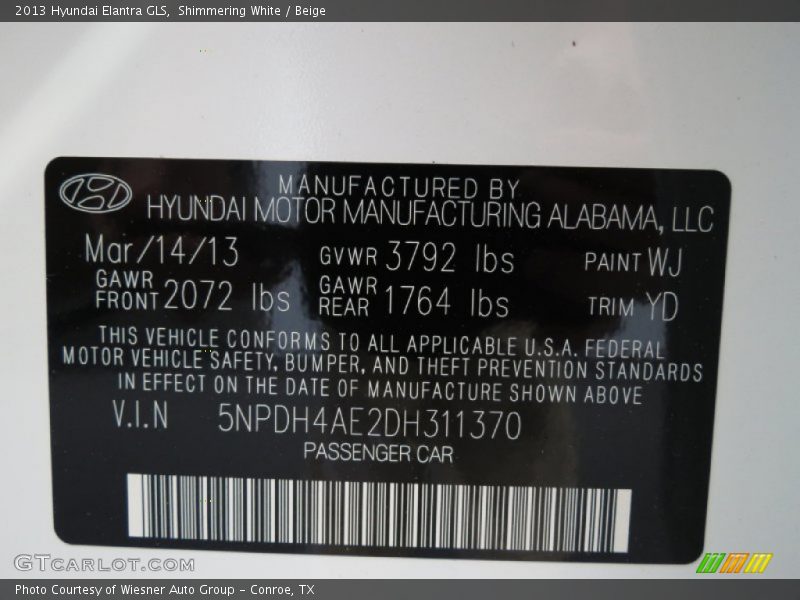 2013 Hyundai Elantra GLS,  Shimmering White / Beige
MANUFACTURED BY
HYUNDAI MOTOR MANUFACTURING ALABAMA, LLC
Mar/14/13 GVWR 3792 lbs PAINT WJ
GAWR FRONT 2072 lbs GAWR REAR 1764 lbs TRIM YD
THIS VEHICLE CONFORMS TO ALL APPLICABLE U.S.A. FEDERAL
MOTOR VEHICLE SAFETY, BUMPER, AND THEFT PREVENTION STANDARDS
IN EFFECT ON THE DATE OF MANUFACTURE SHOWN ABOVE
V.I.N 5NPDH4AE2DH311370
PASSENGER CAR
GTCARLOT.COM
Photo Courtesy of Wiesner Auto Group - Conroe, TX